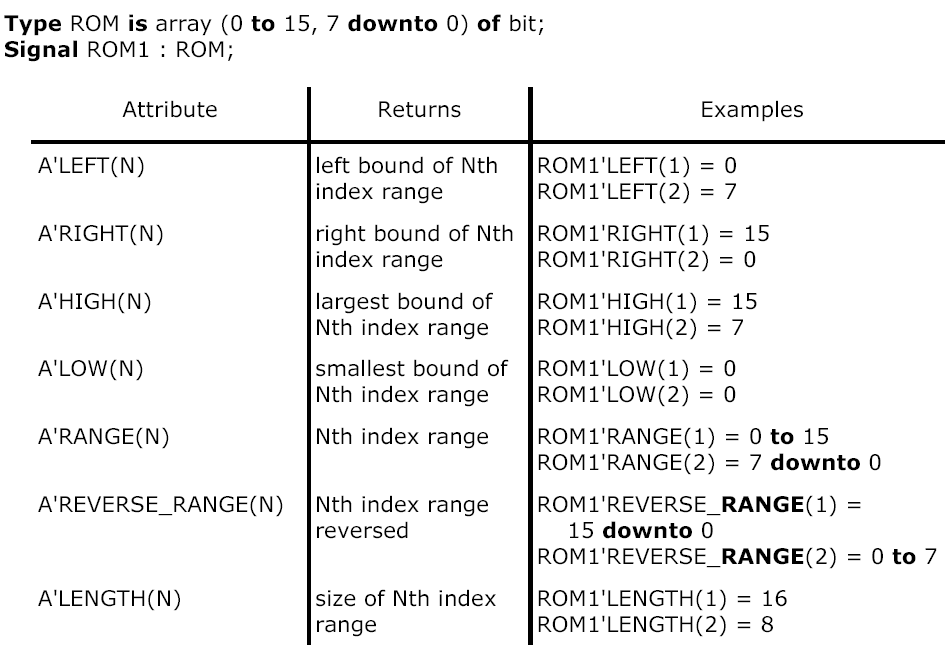 Type ROM is array (0 to 15, 7 downto 0) of bit;
Signal ROM1 : ROM;
Attribute Returns Examples
A'LEFT(N) left bound of Nth ROM1'LEFT(1) = 0
index range ROM1'LEFT(2) = 7
A'RIGHT(N) right bound of Nth ROM1'RIGHT(1) = 15
index range ROM1'RIGHT(2) = 0
A'HIGH(N) largest bound of ROM1'HIGH(1) = 15
Nth index range ROM1'HIGH(2) = 7
A'LOW(N) smallest bound of ROM1'LOW(1) = 0
Nth index range ROM1'LOW(2) = 0
A'RANGE(N) Nth index range ROM1'RANGE(1) = 0 to 15
ROM1'RANGE(2) = 7 downto 0
A'REVERSE_RANGE(N) Nth index range ROM1'REVERSE_RANGE(1) =
reversed 15 downto 0
ROM1'REVERSE_RANGE(2) = 0 to 7
A'LENGTH(N) size of Nth index ROM1'LENGTH(1) = 16
range ROM1'LENGTH(2) = 8